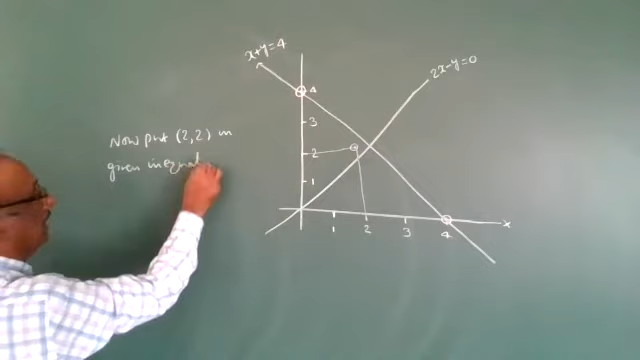 x+y=4
2x-y=0
4
3
2
1
1 2 3 4 x
Now put (2,2) in
given inequal